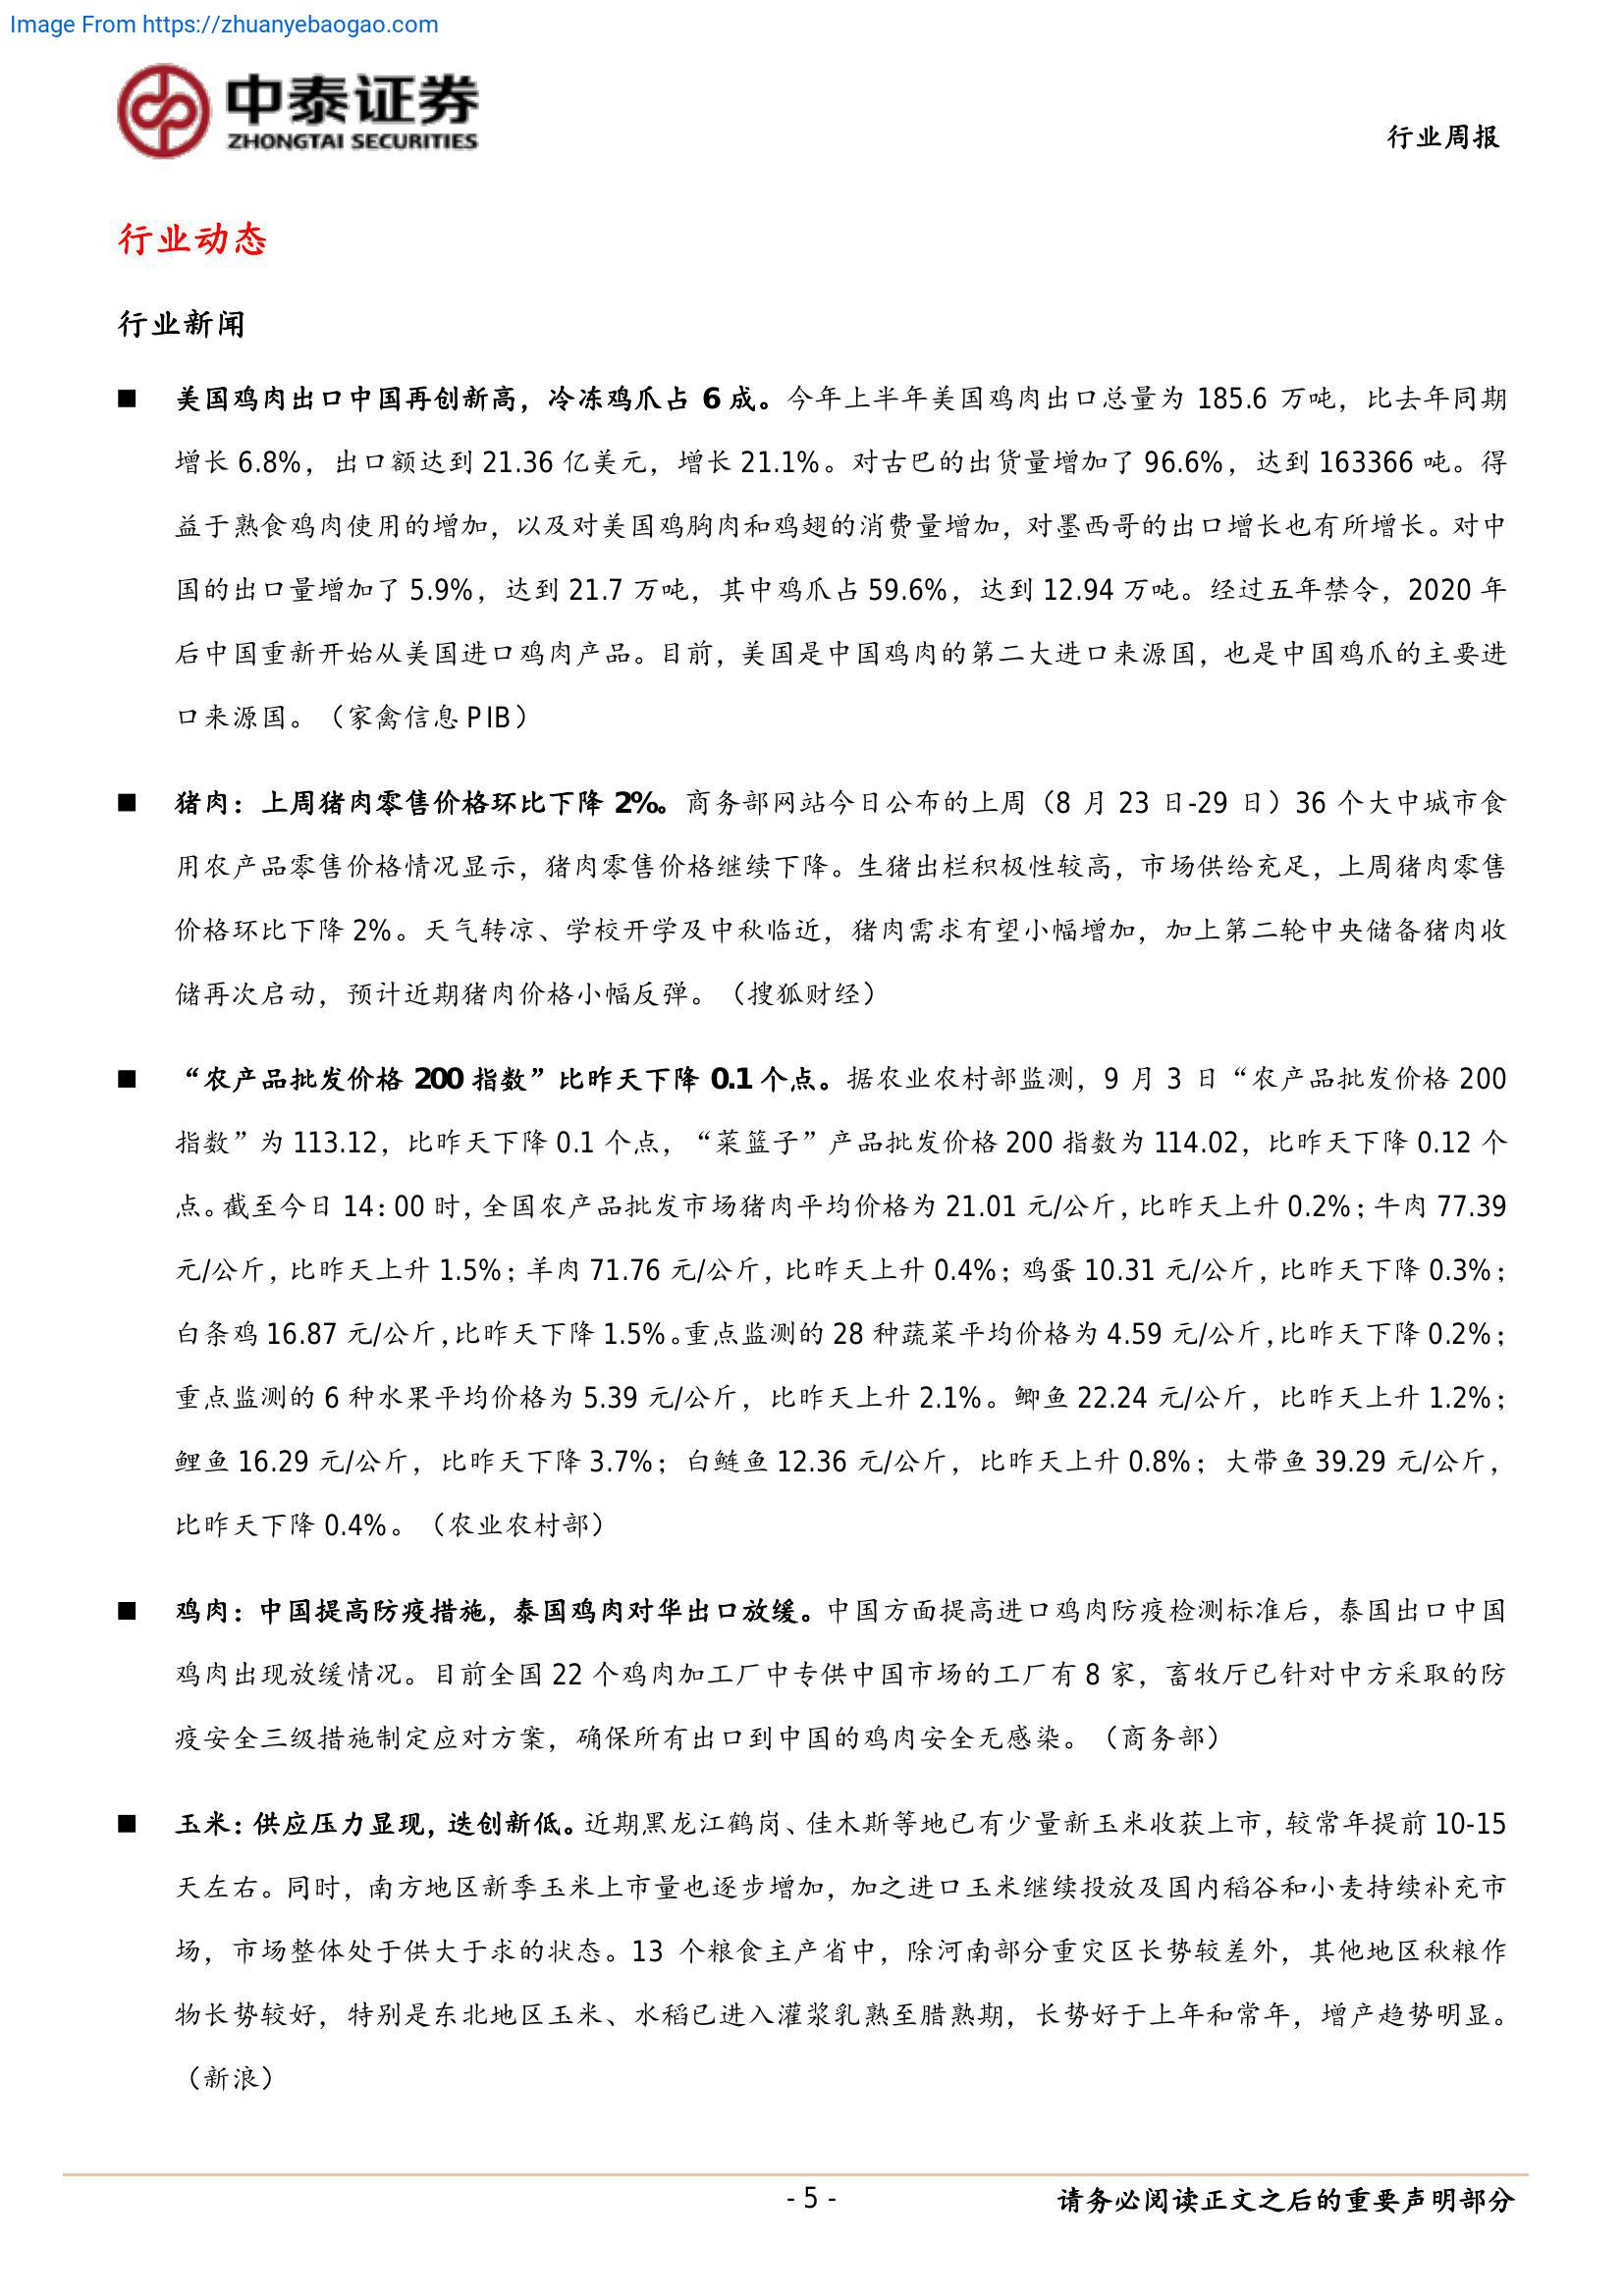 Image From https://zhuanyebaogao.com
中泰证券
ZHONGTAI SECURITIES
行业周报
行业动态
行业新闻
■ 美国鸡肉出口中国再创新高，冷冻鸡爪占 6 成。今年上半年美国鸡肉出口总量为 185.6 万吨，比去年同期
增长 6.8%，出口额达到 21.36 亿美元，增长 21.1%。对古巴的出货量增加了 96.6%，达到 163366 吨。得
益于熟食鸡肉使用的增加，以及对美国鸡胸肉和鸡翅的消费量增加，对墨西哥的出口增长也有所增长。对中
国的出口量增加了 5.9%，达到 21.7 万吨，其中鸡爪占 59.6%，达到 12.94 万吨。经过五年禁令，2020 年
后中国重新开始从美国进口鸡肉产品。目前，美国是中国鸡肉的第二大进口来源国，也是中国鸡爪的主要进
口来源国。（家禽信息 PIB）
■ 猪肉：上周猪肉零售价格环比下降 2%。商务部网站今日公布的上周（8 月 23 日-29 日）36 个大中城市食
用农产品零售价格情况显示，猪肉零售价格继续下降。生猪出栏积极性较高，市场供给充足，上周猪肉零售
价格环比下降 2%。天气转凉、学校开学及中秋临近，猪肉需求有望小幅增加，加上第二轮中央储备猪肉收
储再次启动，预计近期猪肉价格小幅反弹。（搜狐财经）
■ “农产品批发价格 200 指数”比昨天下降 0.1 个点。据农业农村部监测，9 月 3 日“农产品批发价格 200
指数”为 113.12，比昨天下降 0.1 个点，“菜篮子”产品批发价格 200 指数为 114.02，比昨天下降 0.12 个
点。截至今日 14：00 时，全国农产品批发市场猪肉平均价格为 21.01 元/公斤，比昨天上升 0.2%；牛肉 77.39
元/公斤，比昨天上升 1.5%；羊肉 71.76 元/公斤，比昨天上升 0.4%；鸡蛋 10.31 元/公斤，比昨天下降 0.3%；
白条鸡 16.87 元/公斤，比昨天下降 1.5%。重点监测的 28 种蔬菜平均价格为 4.59 元/公斤，比昨天下降 0.2%；
重点监测的 6 种水果平均价格为 5.39 元/公斤，比昨天上升 2.1%。鲫鱼 22.24 元/公斤，比昨天上升 1.2%；
鲤鱼 16.29 元/公斤，比昨天下降 3.7%；白鲢鱼 12.36 元/公斤，比昨天上升 0.8%；大带鱼 39.29 元/公斤，
比昨天下降 0.4%。（农业农村部）
■ 鸡肉：中国提高防疫措施，泰国鸡肉对华出口放缓。中国方面提高进口鸡肉防疫检测标准后，泰国出口中国
鸡肉出现放缓情况。目前全国 22 个鸡肉加工厂中专供中国市场的工厂有 8 家，畜牧厅已针对中方采取的防
疫安全三级措施制定应对方案，确保所有出口到中国的鸡肉安全无感染。（商务部）
■ 玉米：供应压力显现，迭创新低。近期黑龙江鹤岗、佳木斯等地已有少量新玉米收获上市，较常年提前 10-15
天左右。同时，南方地区新季玉米上市量也逐步增加，加之进口玉米继续投放及国内稻谷和小麦持续补充市
场，市场整体处于供大于求的状态。13 个粮食主产省中，除河南部分重灾区长势较差外，其他地区秋粮作
物长势较好，特别是东北地区玉米、水稻已进入灌浆乳熟至腊熟期，长势好于上年和常年，增产趋势明显。
（新浪）
- 5 -
请务必阅读正文之后的重要声明部分